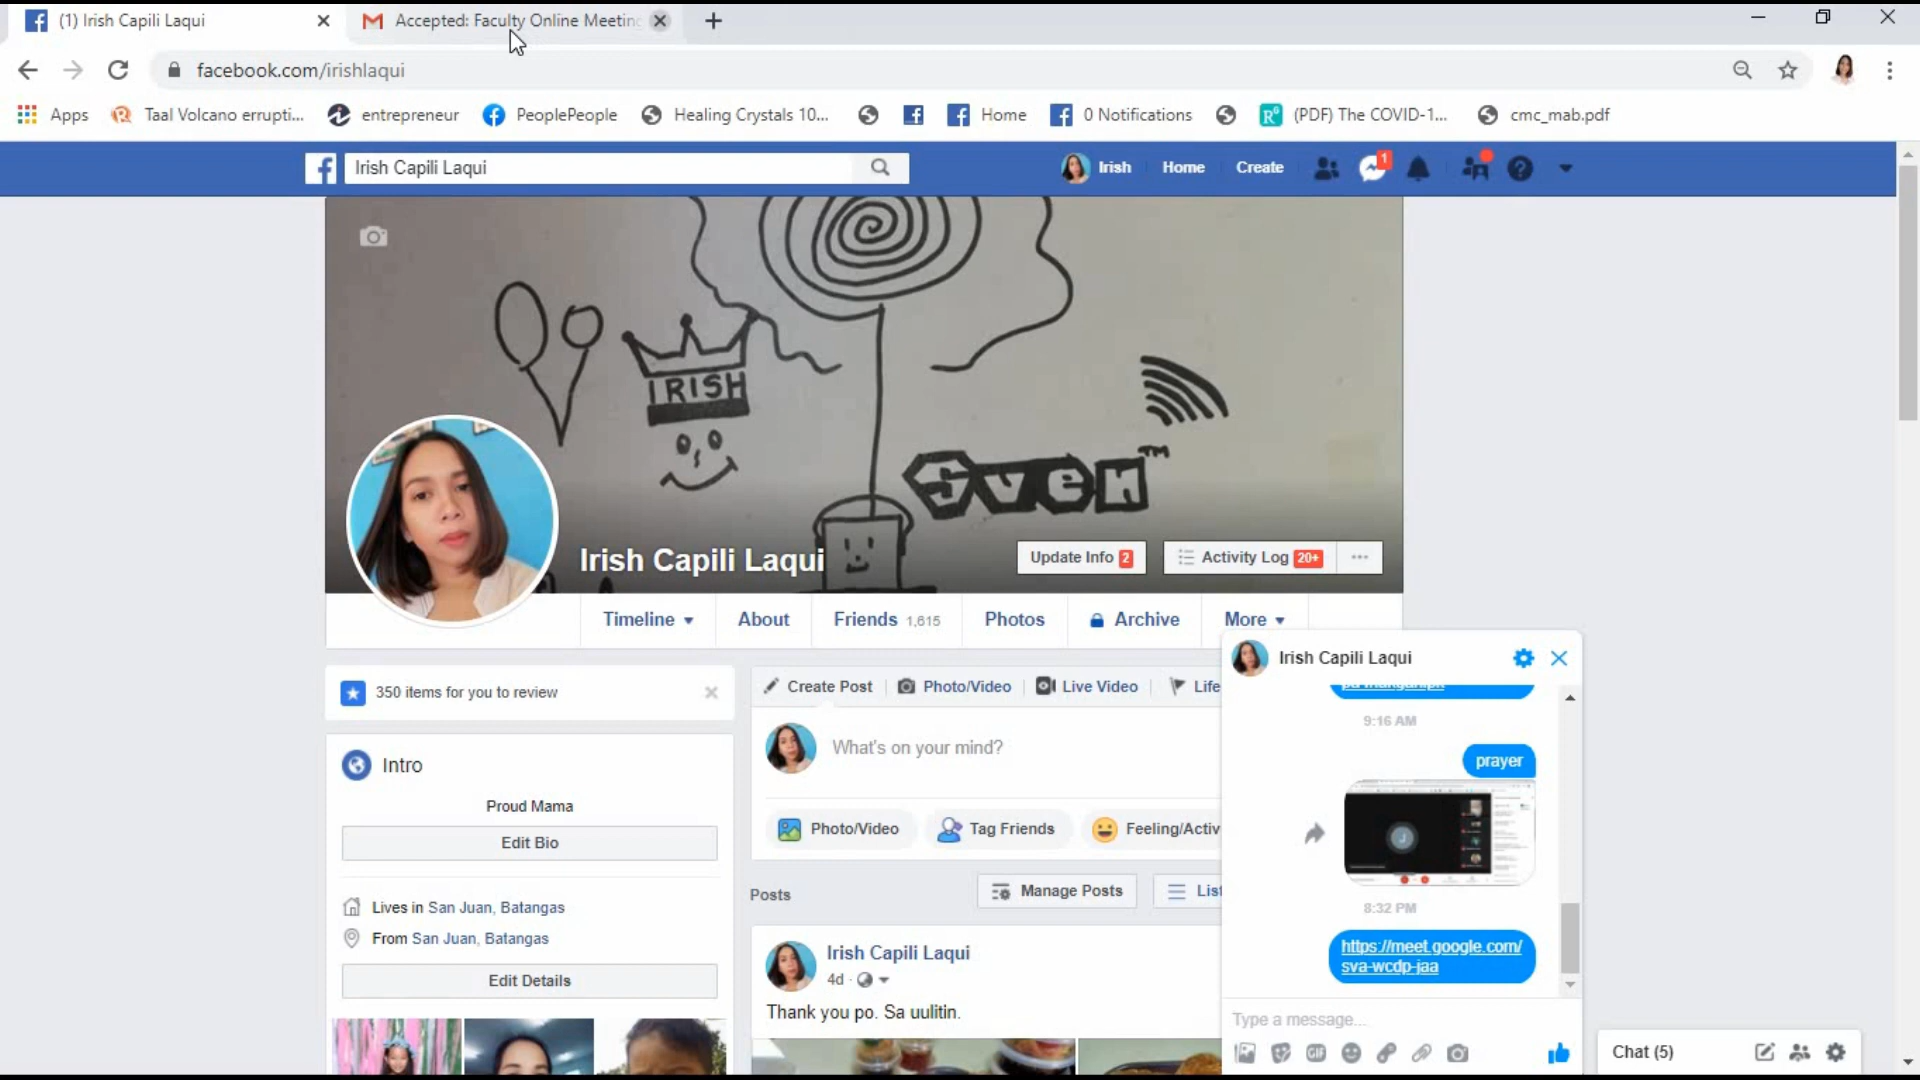 (1) Irish Capili Laqui
Accepted: Faculty Online Meeting
facebook.com/irishlaqui
Apps
Taal Volcano errupti...
entrepreneur
PeoplePeople
Healing Crystals 10...
Home
0 Notifications
(PDF) The COVID-1...
cmc_mab.pdf
Irish Capili Laqui
Irish
Home
Create
1
IRISH
Sven™
Irish Capili Laqui
Update Info 2
Activity Log 20+
Timeline
About
Friends 1,615
Photos
Archive
More
350 items for you to review
Intro
Proud Mama
Edit Bio
Lives in San Juan, Batangas
From San Juan, Batangas
Edit Details
Create Post
Photo/Video
Live Video
Life
What's on your mind?
Photo/Video
Tag Friends
Feeling/Activ
Posts
Manage Posts
List
Irish Capili Laqui
4d
Thank you po. Sa uulitin.
Irish Capili Laqui
9:16 AM
prayer
8:32 PM
https://meet.google.com/
sva-wcdp-jaa
Type a message...
GIF
Chat (5)